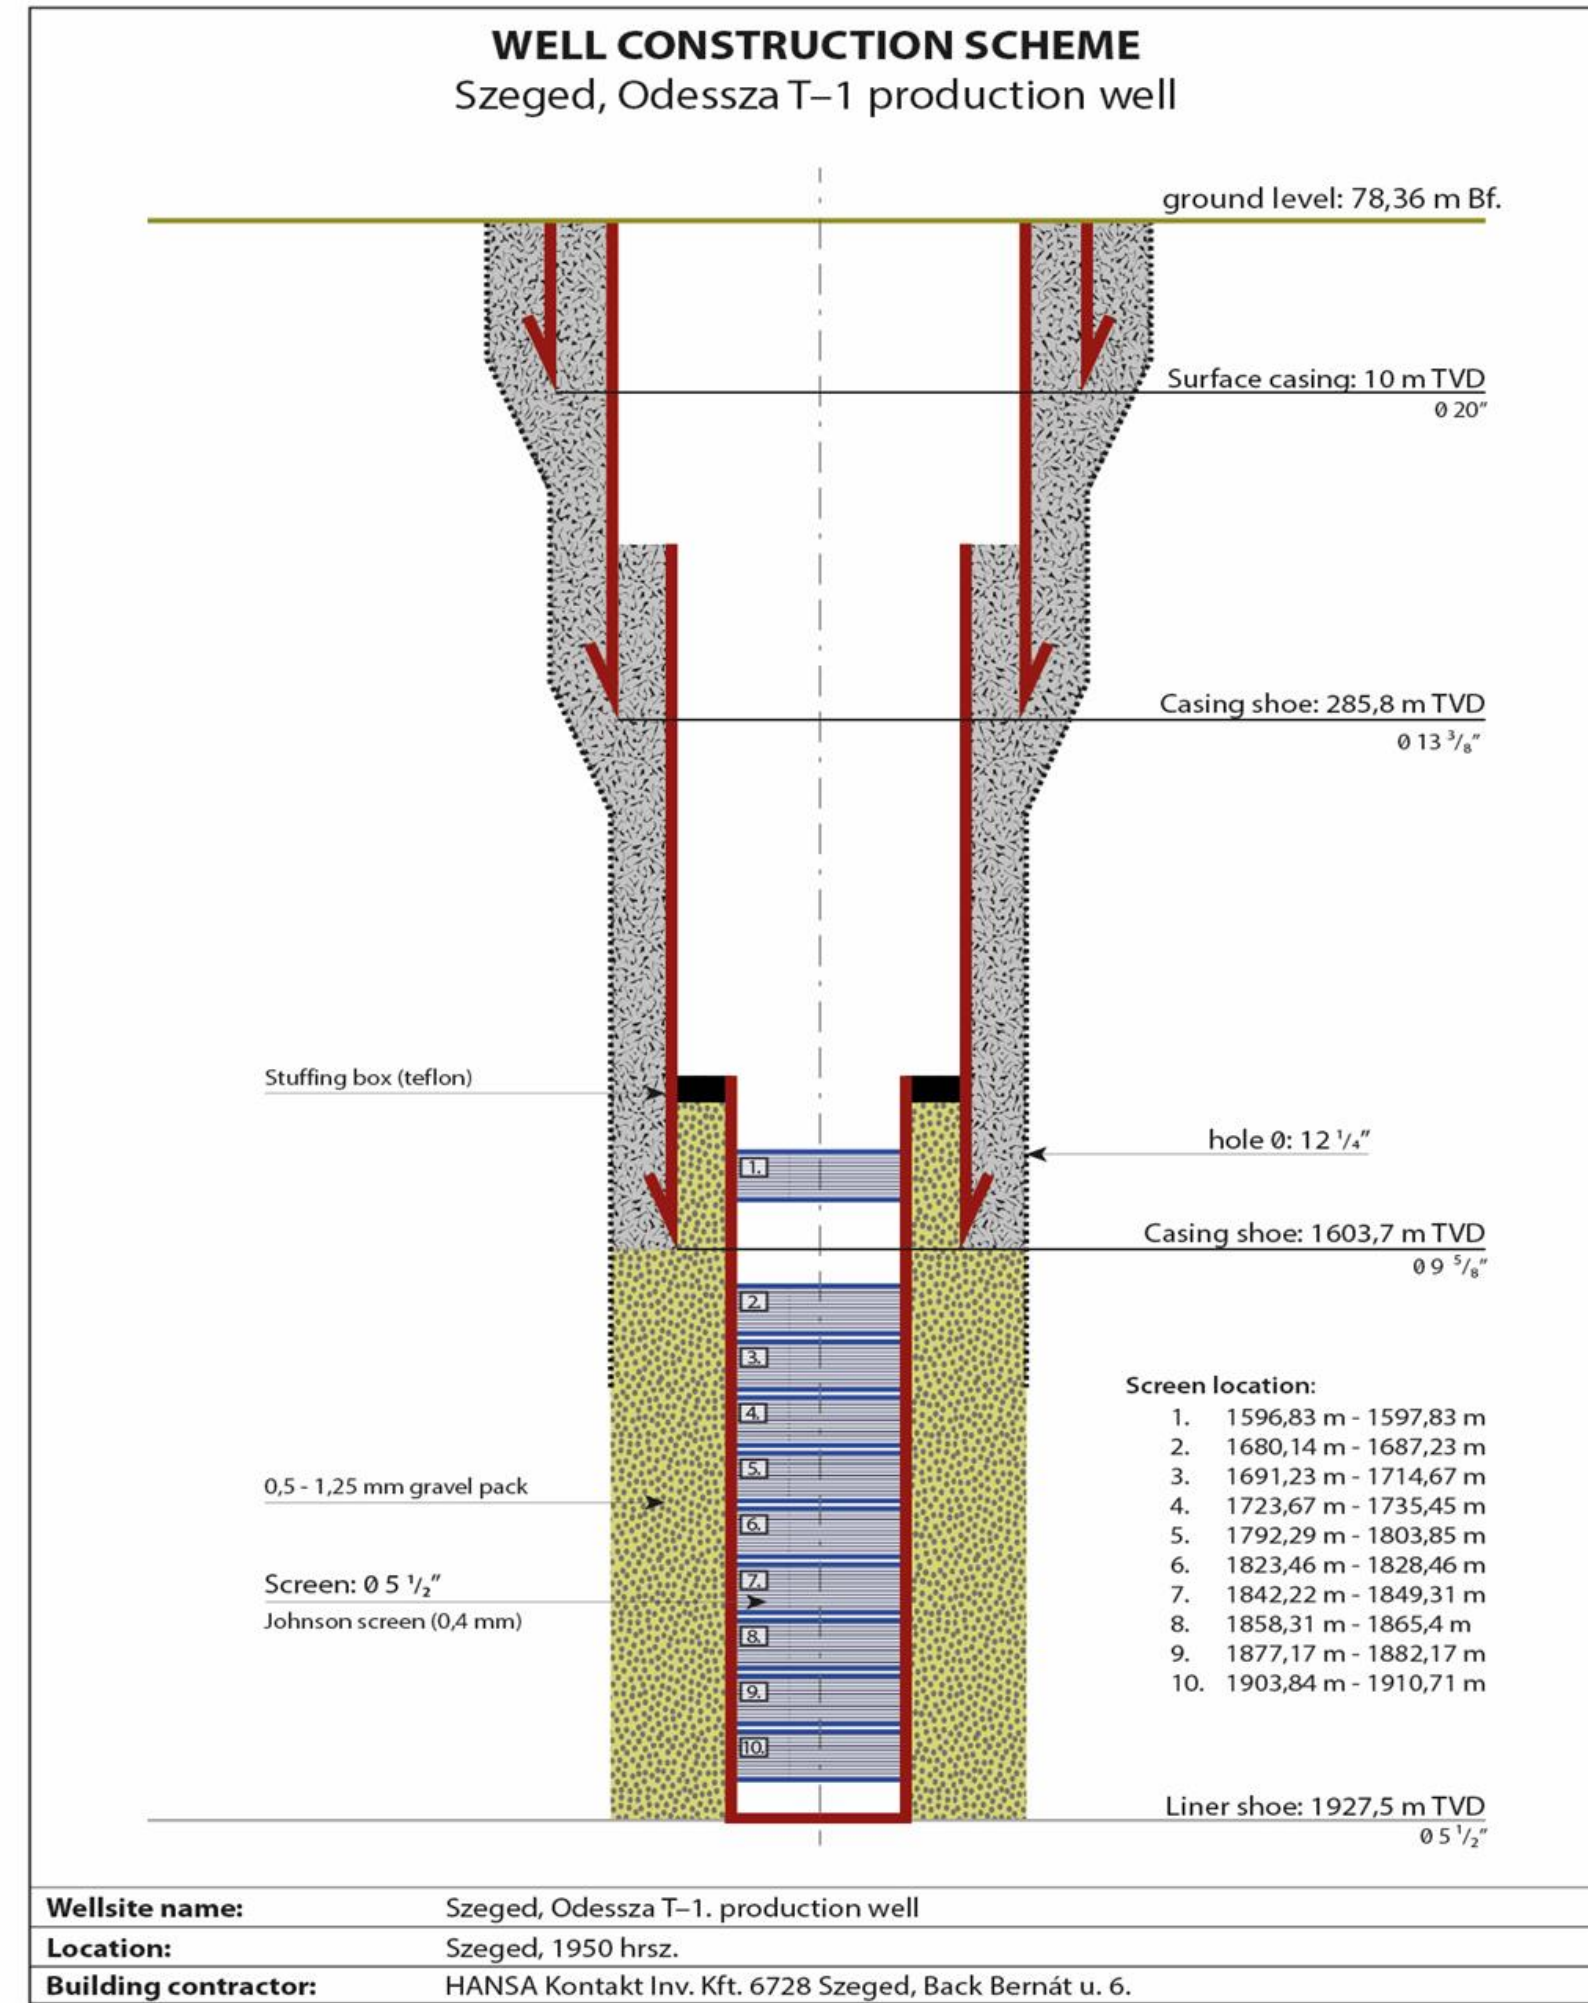 WELL CONSTRUCTION SCHEME
Szeged, Odessza T–1 production well
ground level: 78,36 m Bf.
Surface casing: 10 m TVD
Ø 20″
Casing shoe: 285,8 m TVD
Ø 13 3/8″
Stuffing box (teflon)
hole Ø: 12 1/4″
1.
Casing shoe: 1603,7 m TVD
Ø 9 5/8″
2.
3.
4.
5.
6.
7.
8.
9.
10.
Screen location:
1. 1596,83 m - 1597,83 m
2. 1680,14 m - 1687,23 m
3. 1691,23 m - 1714,67 m
4. 1723,67 m - 1735,45 m
5. 1792,29 m - 1803,85 m
6. 1823,46 m - 1828,46 m
7. 1842,22 m - 1849,31 m
8. 1858,31 m - 1865,4 m
9. 1877,17 m - 1882,17 m
10. 1903,84 m - 1910,71 m
0,5 - 1,25 mm gravel pack
Screen: Ø 5 1/2″
Johnson screen (0,4 mm)
Liner shoe: 1927,5 m TVD
Ø 5 1/2″
Wellsite name: Szeged, Odessza T–1. production well
Location: Szeged, 1950 hrsz.
Building contractor: HANSA Kontakt Inv. Kft. 6728 Szeged, Back Bernát u. 6.